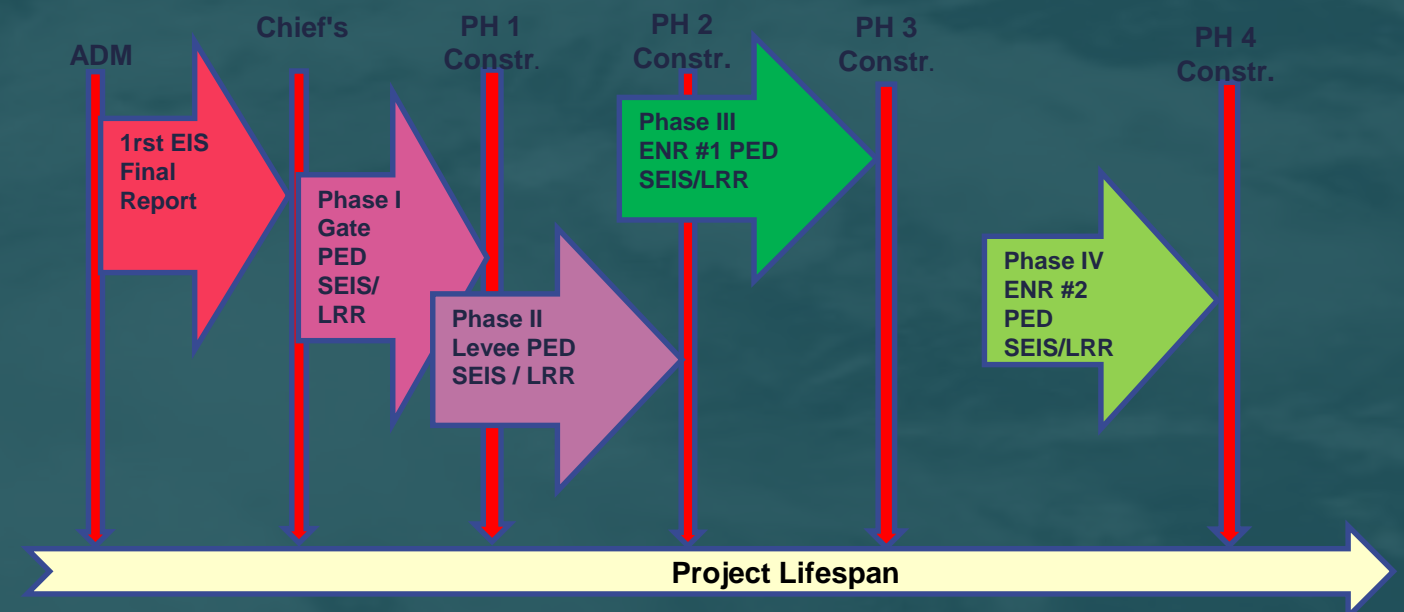 ADM
Chief's
PH 1
Constr.
PH 2
Constr.
PH 3
Constr.
PH 4
Constr.
1rst EIS
Final
Report
Phase I
Gate
PED
SEIS/
LRR
Phase II
Levee PED
SEIS / LRR
Phase III
ENR #1 PED
SEIS/LRR
Phase IV
ENR #2
PED
SEIS/LRR
Project Lifespan